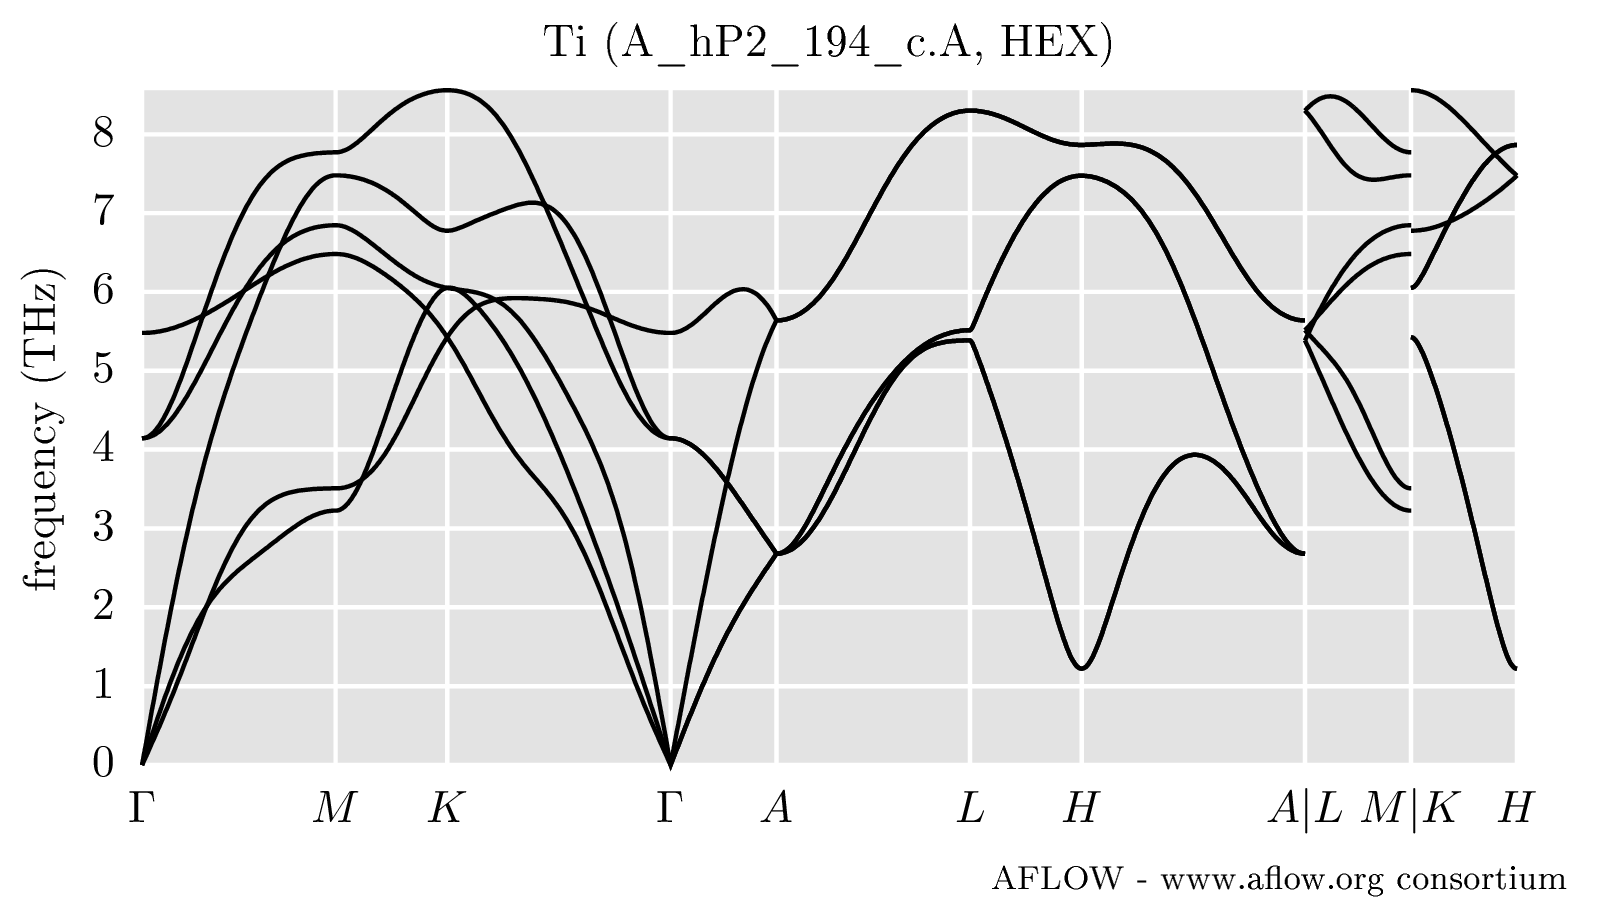 Ti (A_hP2_194_c.A, HEX)
frequency (THz)
8
7
6
5
4
3
2
1
0
Γ M K Γ A L H A|L M|K H
AFLOW - www.aflow.org consortium